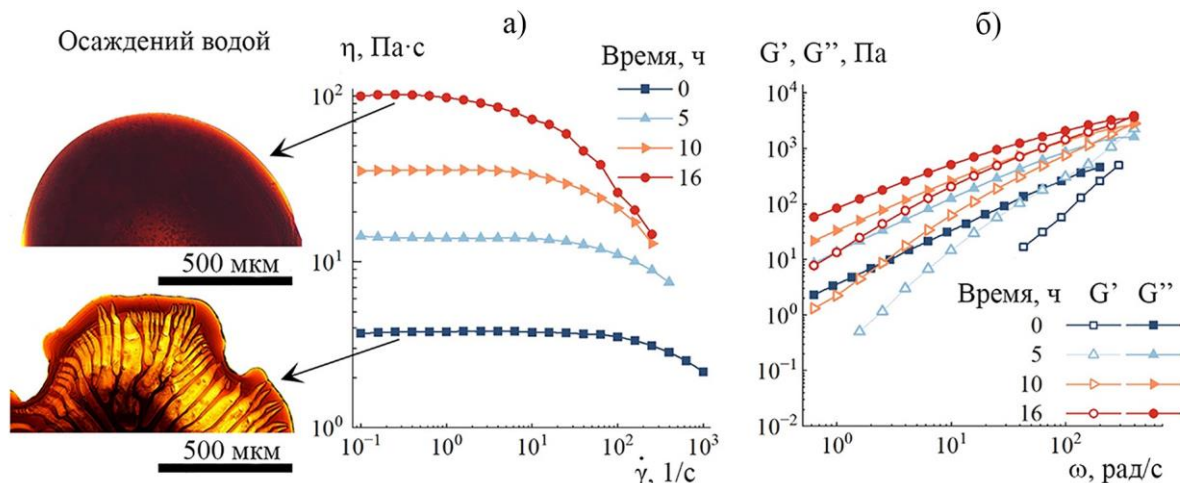 Осаждений водой
500 мкм
500 мкм
а)
η, Па·с
Время, ч
0
5
10
16
10²
10¹
10⁰
10⁻¹ 10⁰ 10¹ 10² 10³
γ̇, 1/с
б)
G’, G’’, Па
10⁴
10³
10²
10¹
10⁰
10⁻¹
10⁻²
Время, ч G’ G’’
0
5
10
16
10⁰ 10¹ 10²
ω, рад/с